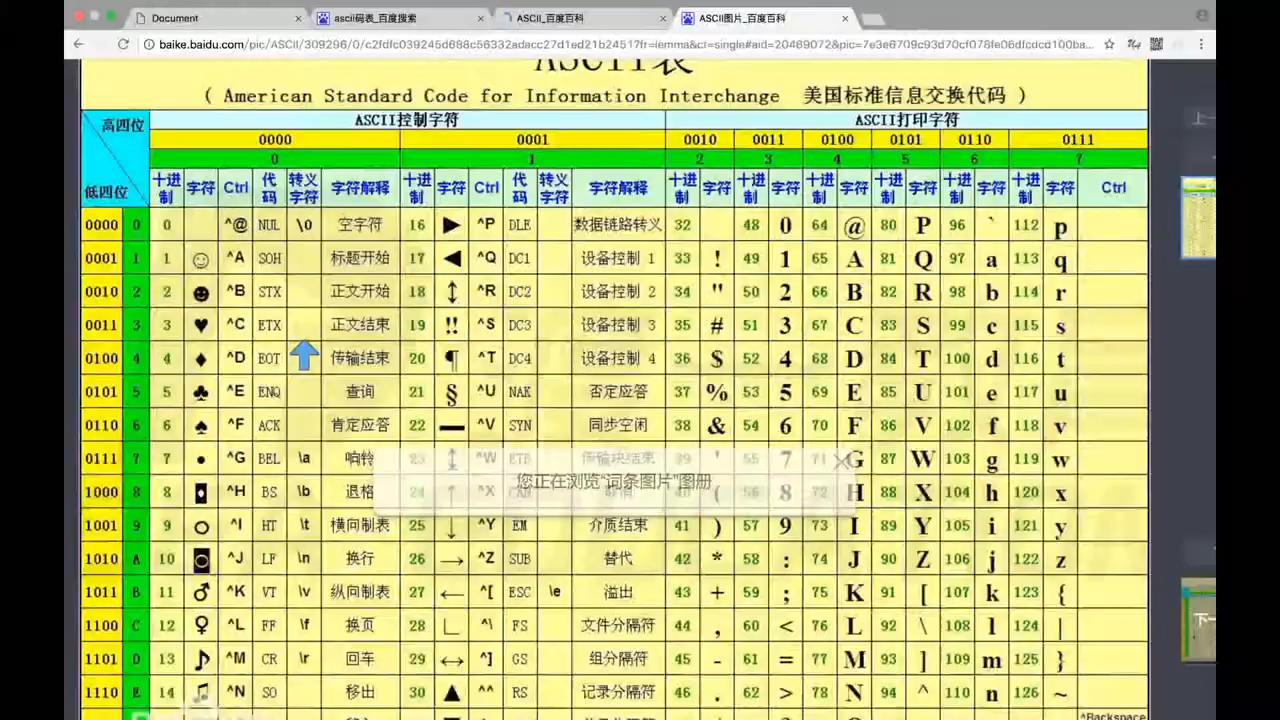 Document
ascii码表_百度搜索
ASCII_百度百科
ASCII图片_百度百科
ASCII表
( American Standard Code for Information Interchange 美国标准信息交换代码 )
高四位 ASCII控制字符 ASCII打印字符
0000 0001 0010 0011 0100 0101 0110 0111
0 1 2 3 4 5 6 7
低四位 十进制 字符 Ctrl 代码 转义字符 字符解释 十进制 字符 Ctrl 代码 转义字符 字符解释 十进制 字符 十进制 字符 十进制 字符 十进制 字符 十进制 字符 十进制 字符 Ctrl
0000 0 0 ^@ NUL \0 空字符 16 ► ^P DLE 数据链路转义 32 48 0 64 @ 80 P 96 ` 112 p
0001 1 1 ☺ ^A SOH 标题开始 17 ◄ ^Q DC1 设备控制 1 33 ! 49 1 65 A 81 Q 97 a 113 q
0010 2 2 ☻ ^B STX 正文开始 18 ↕ ^R DC2 设备控制 2 34 " 50 2 66 B 82 R 98 b 114 r
0011 3 3 ♥ ^C ETX 正文结束 19 ‼ ^S DC3 设备控制 3 35 # 51 3 67 C 83 S 99 c 115 s
0100 4 4 ♦ ^D EOT 传输结束 20 ¶ ^T DC4 设备控制 4 36 $ 52 4 68 D 84 T 100 d 116 t
0101 5 5 ♣ ^E ENQ 查询 21 § ^U NAK 否定应答 37 % 53 5 69 E 85 U 101 e 117 u
0110 6 6 ♠ ^F ACK 肯定应答 22 ▬ ^V SYN 同步空闲 38 & 54 6 70 F 86 V 102 f 118 v
0111 7 7 • ^G BEL \a 响铃 23 ↨ ^W ETB 传输块结束 39 ' 55 7 71 G 87 W 103 g 119 w
您正在浏览“词条图片”图册
1000 8 8 ◘ ^H BS \b 退格 24 ↑ ^X CAN 40 ( 56 8 72 H 88 X 104 h 120 x
1001 9 9 ○ ^I HT \t 横向制表 25 ↓ ^Y EM 介质结束 41 ) 57 9 73 I 89 Y 105 i 121 y
1010 A 10 ◙ ^J LF \n 换行 26 → ^Z SUB 替代 42 * 58 : 74 J 90 Z 106 j 122 z
1011 B 11 ♂ ^K VT \v 纵向制表 27 ← ^[ ESC \e 溢出 43 + 59 ; 75 K 91 [ 107 k 123 {
1100 C 12 ♀ ^L FF \f 换页 28 ∟ ^\ FS 文件分隔符 44 , 60 < 76 L 92 \ 108 l 124 |
1101 D 13 ♪ ^M CR \r 回车 29 ↔ ^] GS 组分隔符 45 - 61 = 77 M 93 ] 109 m 125 }
1110 E 14 ♫ ^N SO 移出 30 ▲ ^^ RS 记录分隔符 46 . 62 > 78 N 94 ^ 110 n 126 ~
^Backspace